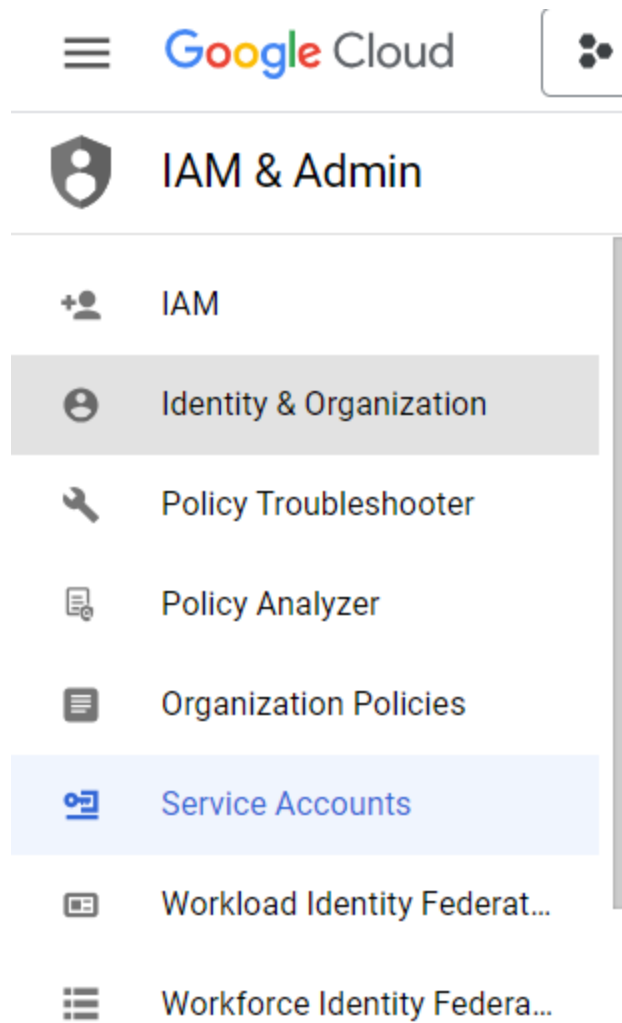 Google Cloud
IAM & Admin
IAM
Identity & Organization
Policy Troubleshooter
Policy Analyzer
Organization Policies
Service Accounts
Workload Identity Federat...
Workforce Identity Federa...